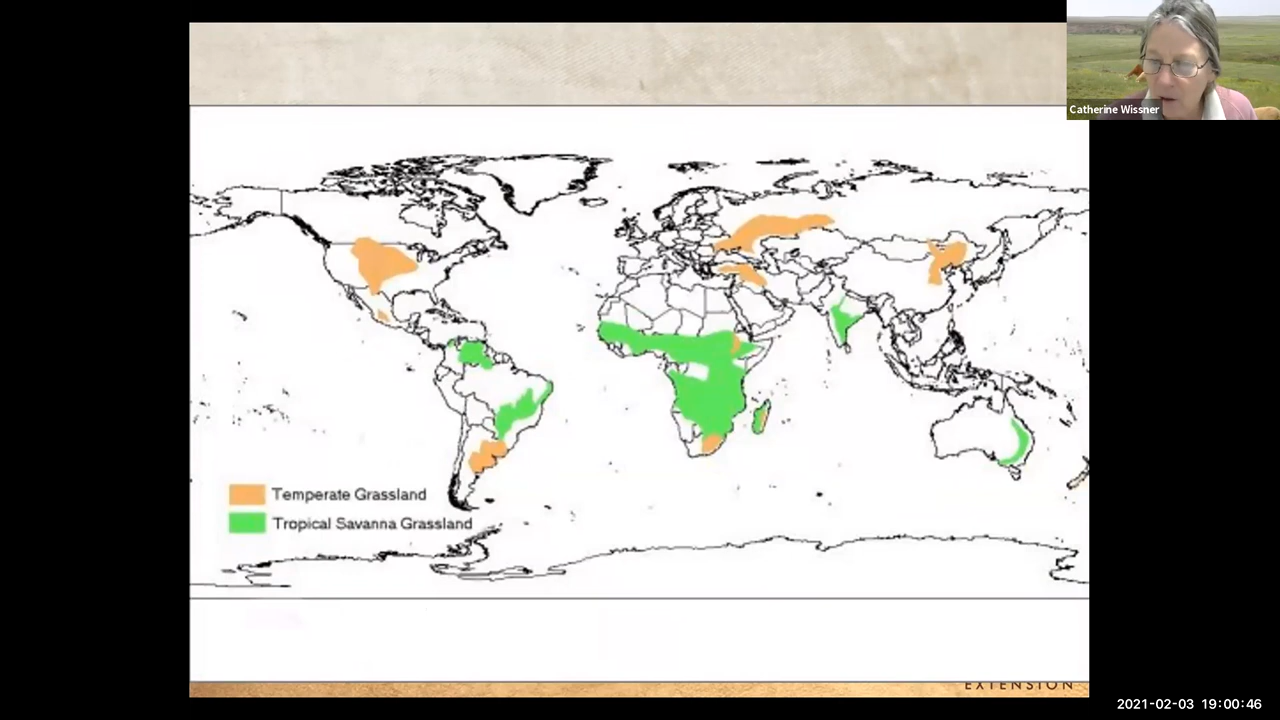 Catherine Wissner
Temperate Grassland
Tropical Savanna Grassland
EXTENSION
2021-02-03 19:00:46